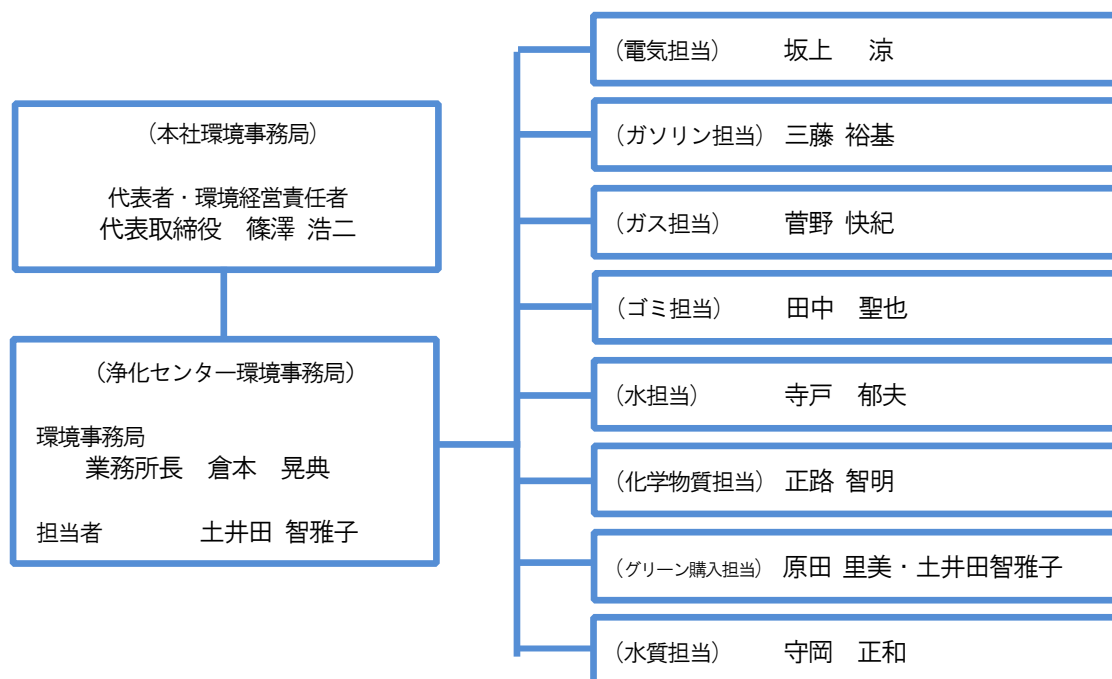 （本社環境事務局）
代表者・環境経営責任者
代表取締役　篠澤 浩二
（浄化センター環境事務局）
環境事務局
業務所長　倉本　晃典
担当者　土井田 智雅子
（電気担当）　坂上　涼
（ガソリン担当） 三藤 裕基
（ガス担当）　菅野 快紀
（ゴミ担当）　田中　聖也
（水担当）　寺戸　郁夫
（化学物質担当） 正路 智明
（グリーン購入担当） 原田 里美・土井田智雅子
（水質担当）　守岡　正和